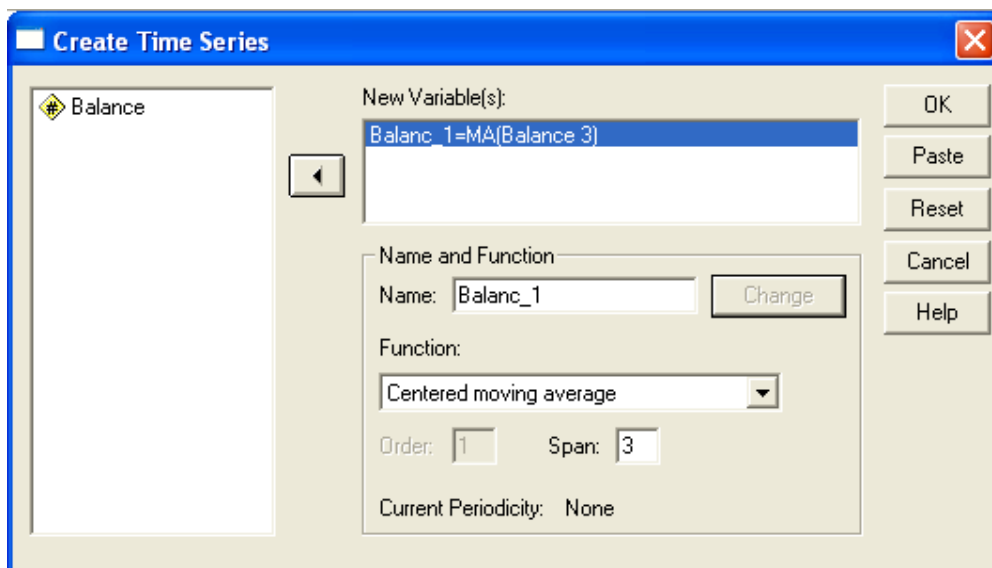 Create Time Series
# Balance
New Variable(s):
Balanc_1=MA(Balance 3)
Name and Function
Name: Balanc_1 Change
Function:
Centered moving average
Order: 1 Span: 3
Current Periodicity: None
OK
Paste
Reset
Cancel
Help